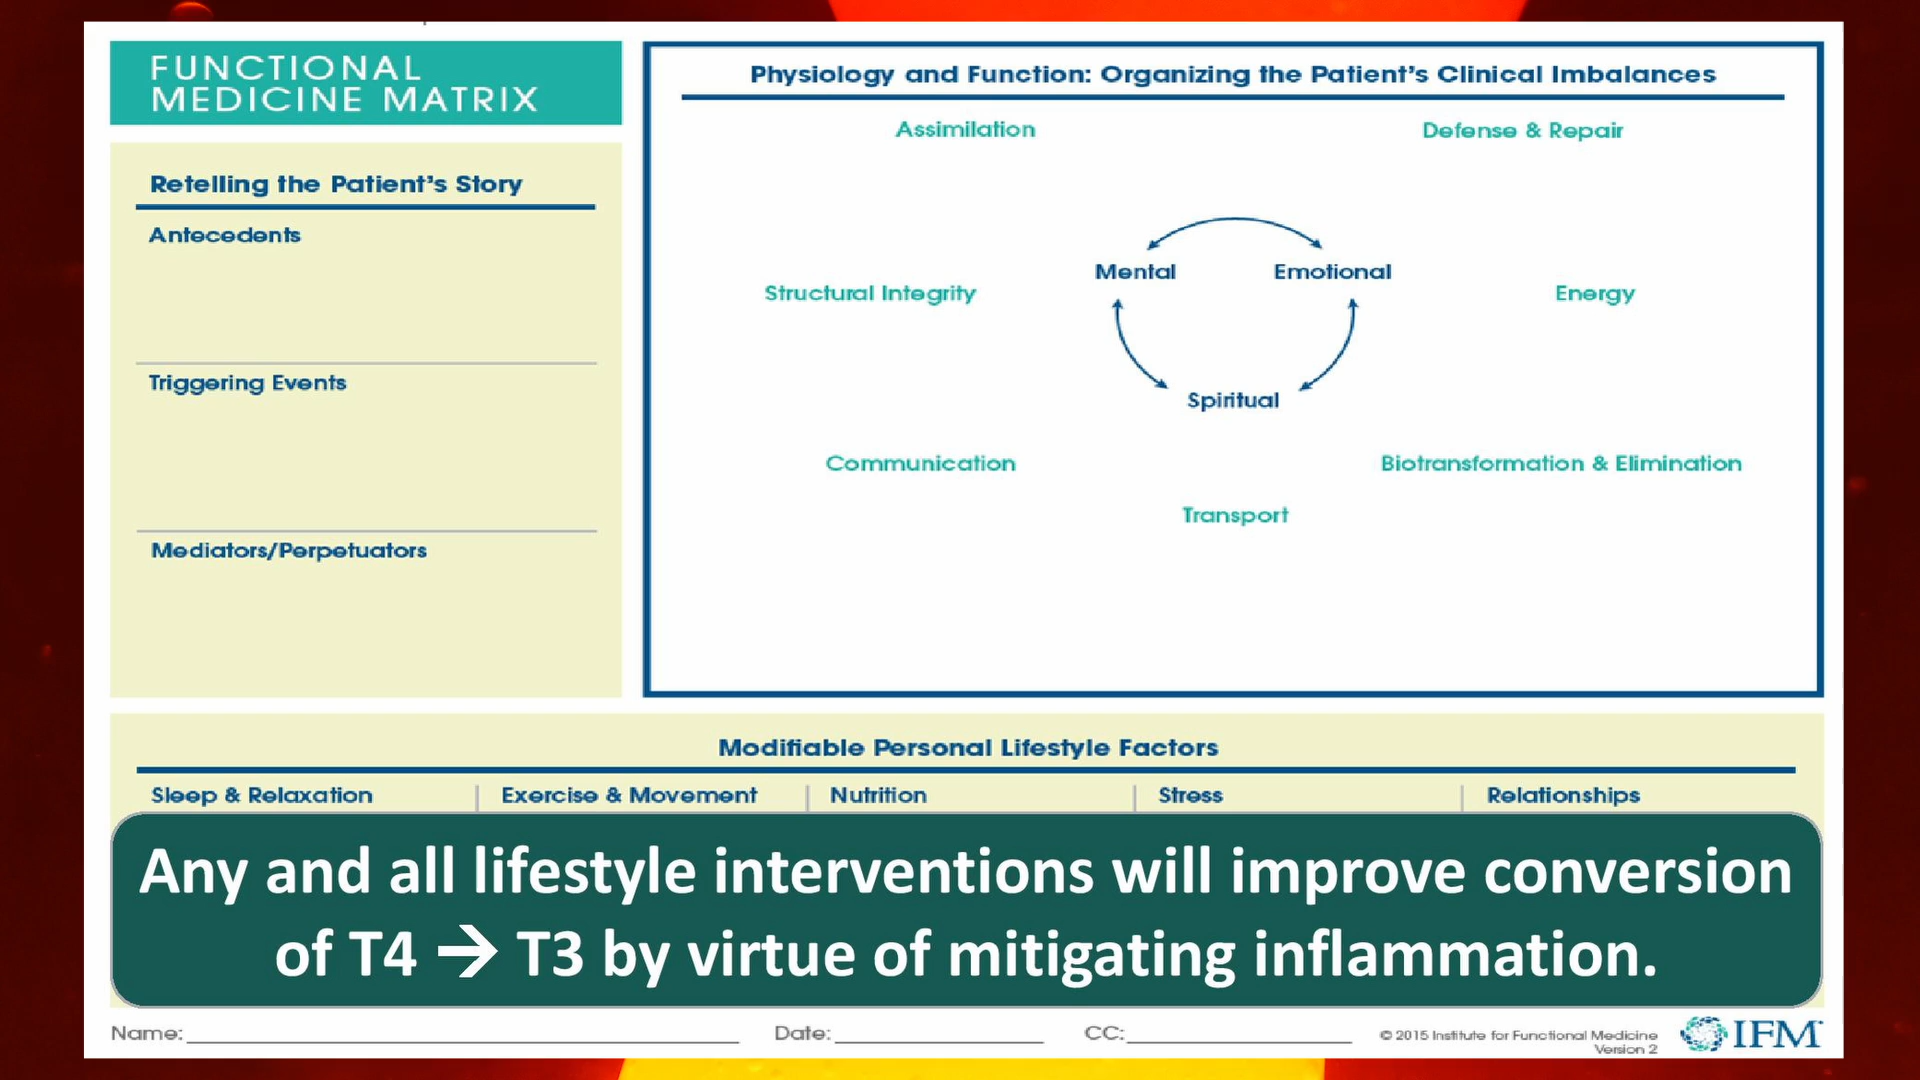 FUNCTIONAL
MEDICINE MATRIX
Retelling the Patient's Story
Antecedents
Triggering Events
Mediators/Perpetuators
Physiology and Function: Organizing the Patient's Clinical Imbalances
Assimilation
Defense & Repair
Mental
Emotional
Structural Integrity
Energy
Spiritual
Communication
Biotransformation & Elimination
Transport
Modifiable Personal Lifestyle Factors
Sleep & Relaxation
Exercise & Movement
Nutrition
Stress
Relationships
Any and all lifestyle interventions will improve conversion
of T4 → T3 by virtue of mitigating inflammation.
Name:
Date:
CC:
© 2015 Institute for Functional Medicine
Version 2
IFM